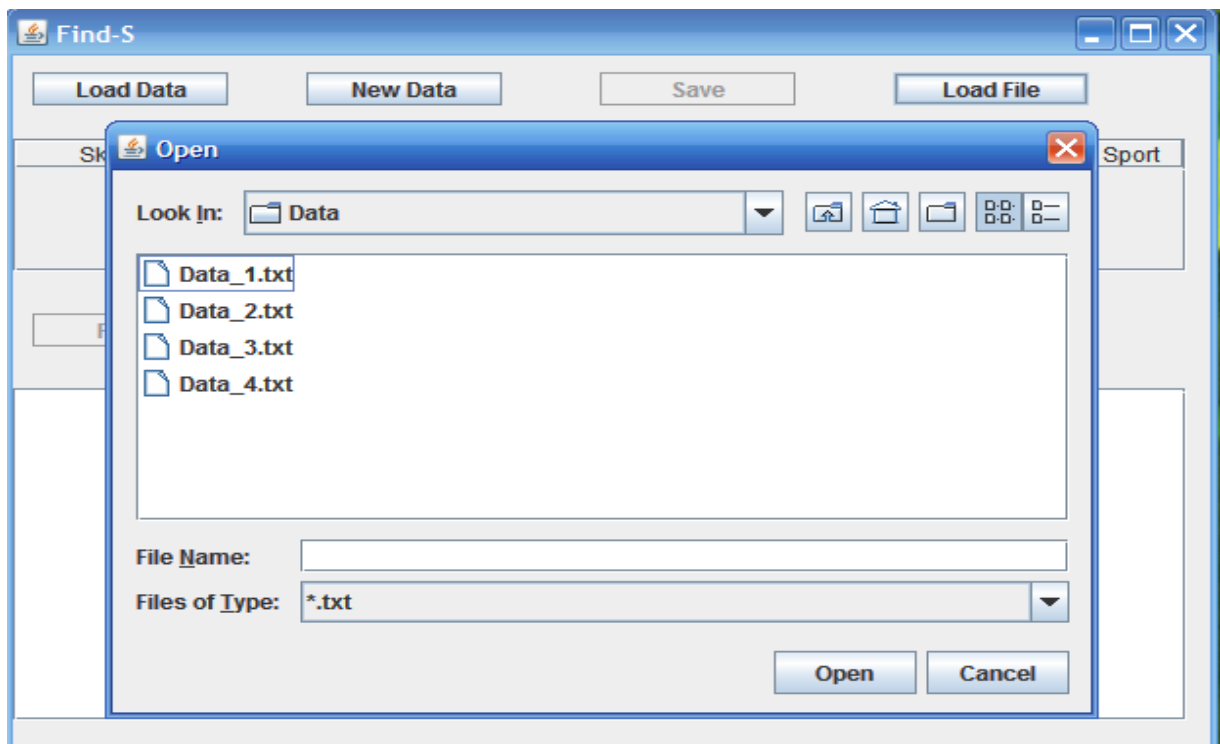 Find-S
Load Data New Data Save Load File
Sk Sport
Open
Look In: Data
Data_1.txt
Data_2.txt
Data_3.txt
Data_4.txt
File Name:
Files of Type: *.txt
Open Cancel